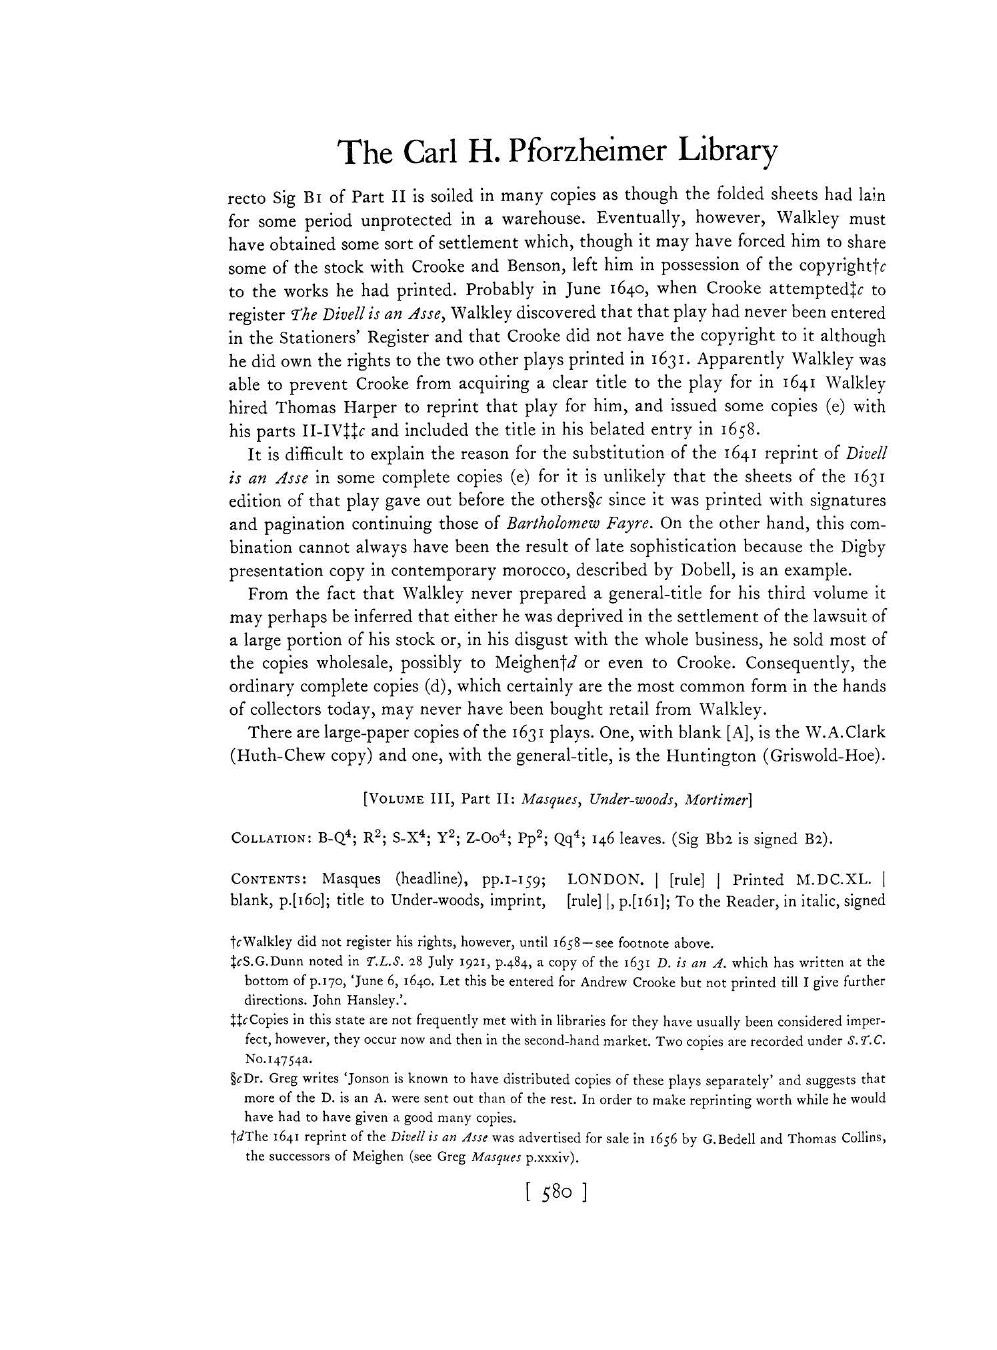 The Carl H. Pforzheimer Library
recto Sig B1 of Part II is soiled in many copies as though the folded sheets had lain
for some period unprotected in a warehouse. Eventually, however, Walkley must
have obtained some sort of settlement which, though it may have forced him to share
some of the stock with Crooke and Benson, left him in possession of the copyright†c
to the works he had printed. Probably in June 1640, when Crooke attempted‡c to
register The Divell is an Asse, Walkley discovered that that play had never been entered
in the Stationers' Register and that Crooke did not have the copyright to it although
he did own the rights to the two other plays printed in 1631. Apparently Walkley was
able to prevent Crooke from acquiring a clear title to the play for in 1641 Walkley
hired Thomas Harper to reprint that play for him, and issued some copies (e) with
his parts II-IV‡‡c and included the title in his belated entry in 1658.
It is difficult to explain the reason for the substitution of the 1641 reprint of Divell
is an Asse in some complete copies (e) for it is unlikely that the sheets of the 1631
edition of that play gave out before the others§c since it was printed with signatures
and pagination continuing those of Bartholomew Fayre. On the other hand, this com-
bination cannot always have been the result of late sophistication because the Digby
presentation copy in contemporary morocco, described by Dobell, is an example.
From the fact that Walkley never prepared a general-title for his third volume it
may perhaps be inferred that either he was deprived in the settlement of the lawsuit of
a large portion of his stock or, in his disgust with the whole business, he sold most of
the copies wholesale, possibly to Meighen†d or even to Crooke. Consequently, the
ordinary complete copies (d), which certainly are the most common form in the hands
of collectors today, may never have been bought retail from Walkley.
There are large-paper copies of the 1631 plays. One, with blank [A], is the W.A.Clark
(Huth-Chew copy) and one, with the general-title, is the Huntington (Griswold-Hoe).
[VOLUME III, Part II: Masques, Under-woods, Mortimer]
COLLATION: B-Q⁴; R²; S-X⁴; Y²; Z-Oo⁴; Pp²; Qq⁴; 146 leaves. (Sig Bb2 is signed B2).
CONTENTS: Masques (headline), pp.1-159;
blank, p.[160]; title to Under-woods, imprint,
LONDON. | [rule] | Printed M.DC.XL. |
[rule] |, p.[161]; To the Reader, in italic, signed
†cWalkley did not register his rights, however, until 1658—see footnote above.
‡cS.G.Dunn noted in T.L.S. 28 July 1921, p.484, a copy of the 1631 D. is an A. which has written at the
bottom of p.170, 'June 6, 1640. Let this be entered for Andrew Crooke but not printed till I give further
directions. John Hansley.'.
‡‡cCopies in this state are not frequently met with in libraries for they have usually been considered imper-
fect, however, they occur now and then in the second-hand market. Two copies are recorded under S.T.C.
No.14754a.
§cDr. Greg writes 'Jonson is known to have distributed copies of these plays separately' and suggests that
more of the D. is an A. were sent out than of the rest. In order to make reprinting worth while he would
have had to have given a good many copies.
†dThe 1641 reprint of the Divell is an Asse was advertised for sale in 1656 by G.Bedell and Thomas Collins,
the successors of Meighen (see Greg Masques p.xxxiv).
[ 580 ]